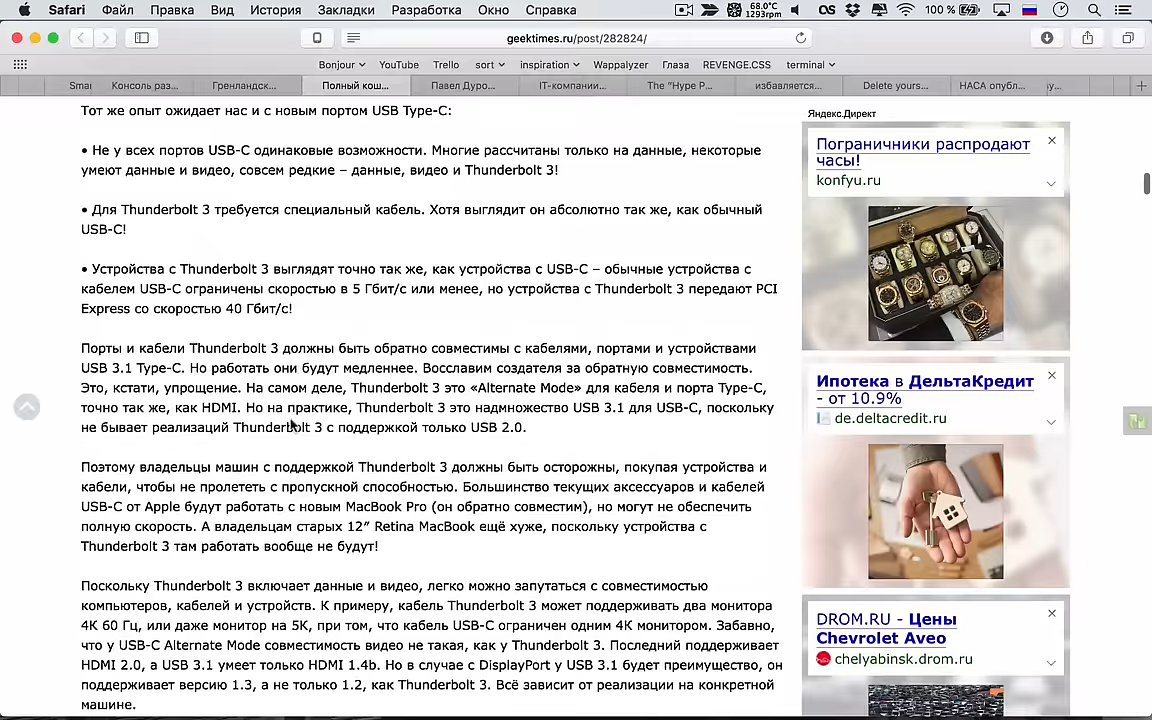 Safari Файл Правка Вид История Закладки Разработка Окно Справка 68.0°C 1293rpm 100 %
geektimes.ru/post/282824/
Bonjour YouTube Trello sort inspiration Wappalyzer Глаза REVENGE.CSS terminal
Smai Консоль раз... Гренландск... Полный кош... Павел Дуро... IT-компании... The "Hype P... избавляется... Delete yours... НАСА опубл...
Тот же опыт ожидает нас и с новым портом USB Type-C:
• Не у всех портов USB-C одинаковые возможности. Многие рассчитаны только на данные, некоторые
умеют данные и видео, совсем редкие – данные, видео и Thunderbolt 3!
• Для Thunderbolt 3 требуется специальный кабель. Хотя выглядит он абсолютно так же, как обычный
USB-C!
• Устройства с Thunderbolt 3 выглядят точно так же, как устройства с USB-C – обычные устройства с
кабелем USB-C ограничены скоростью в 5 Гбит/с или менее, но устройства с Thunderbolt 3 передают PCI
Express со скоростью 40 Гбит/с!
Порты и кабели Thunderbolt 3 должны быть обратно совместимы с кабелями, портами и устройствами
USB 3.1 Type-C. Но работать они будут медленнее. Восславим создателя за обратную совместимость.
Это, кстати, упрощение. На самом деле, Thunderbolt 3 это «Alternate Mode» для кабеля и порта Type-C,
точно так же, как HDMI. Но на практике, Thunderbolt 3 это надмножество USB 3.1 для USB-C, поскольку
не бывает реализаций Thunderbolt 3 с поддержкой только USB 2.0.
Поэтому владельцы машин с поддержкой Thunderbolt 3 должны быть осторожны, покупая устройства и
кабели, чтобы не пролететь с пропускной способностью. Большинство текущих аксессуаров и кабелей
USB-C от Apple будут работать с новым MacBook Pro (он обратно совместим), но могут не обеспечить
полную скорость. А владельцам старых 12″ Retina MacBook ещё хуже, поскольку устройства с
Thunderbolt 3 там работать вообще не будут!
Поскольку Thunderbolt 3 включает данные и видео, легко можно запутаться с совместимостью
компьютеров, кабелей и устройств. К примеру, кабель Thunderbolt 3 может поддерживать два монитора
4K 60 Гц, или даже монитор на 5K, при том, что кабель USB-C ограничен одним 4K монитором. Забавно,
что у USB-C Alternate Mode совместимость видео не такая, как у Thunderbolt 3. Последний поддерживает
HDMI 2.0, а USB 3.1 умеет только HDMI 1.4b. Но в случае с DisplayPort у USB 3.1 будет преимущество, он
поддерживает версию 1.3, а не только 1.2, как Thunderbolt 3. Всё зависит от реализации на конкретной
машине.
Яндекс.Директ
Пограничники распродают
часы!
konfyu.ru
Ипотека в ДельтаКредит
- от 10.9%
de.deltacredit.ru
DROM.RU - Цены
Chevrolet Aveo
chelyabinsk.drom.ru